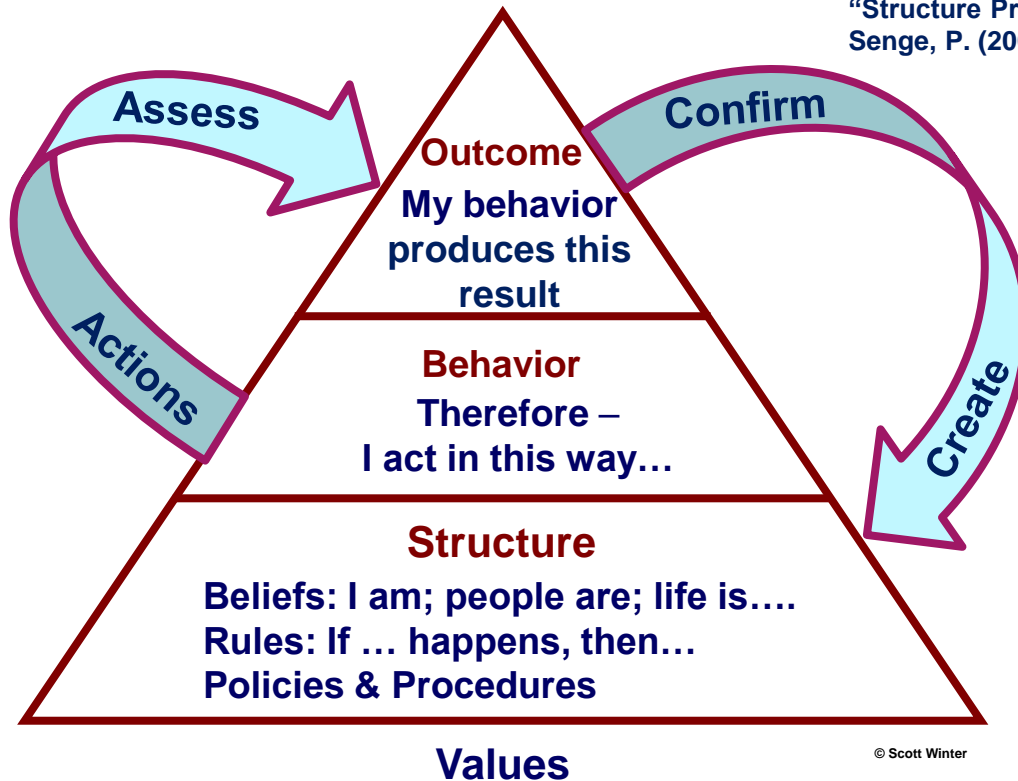 “Structure Pr
Senge, P. (20
Assess
Confirm
Outcome
My behavior
produces this
result
Actions
Create
Behavior
Therefore –
I act in this way…
Structure
Beliefs: I am; people are; life is….
Rules: If … happens, then…
Policies & Procedures
Values
© Scott Winter